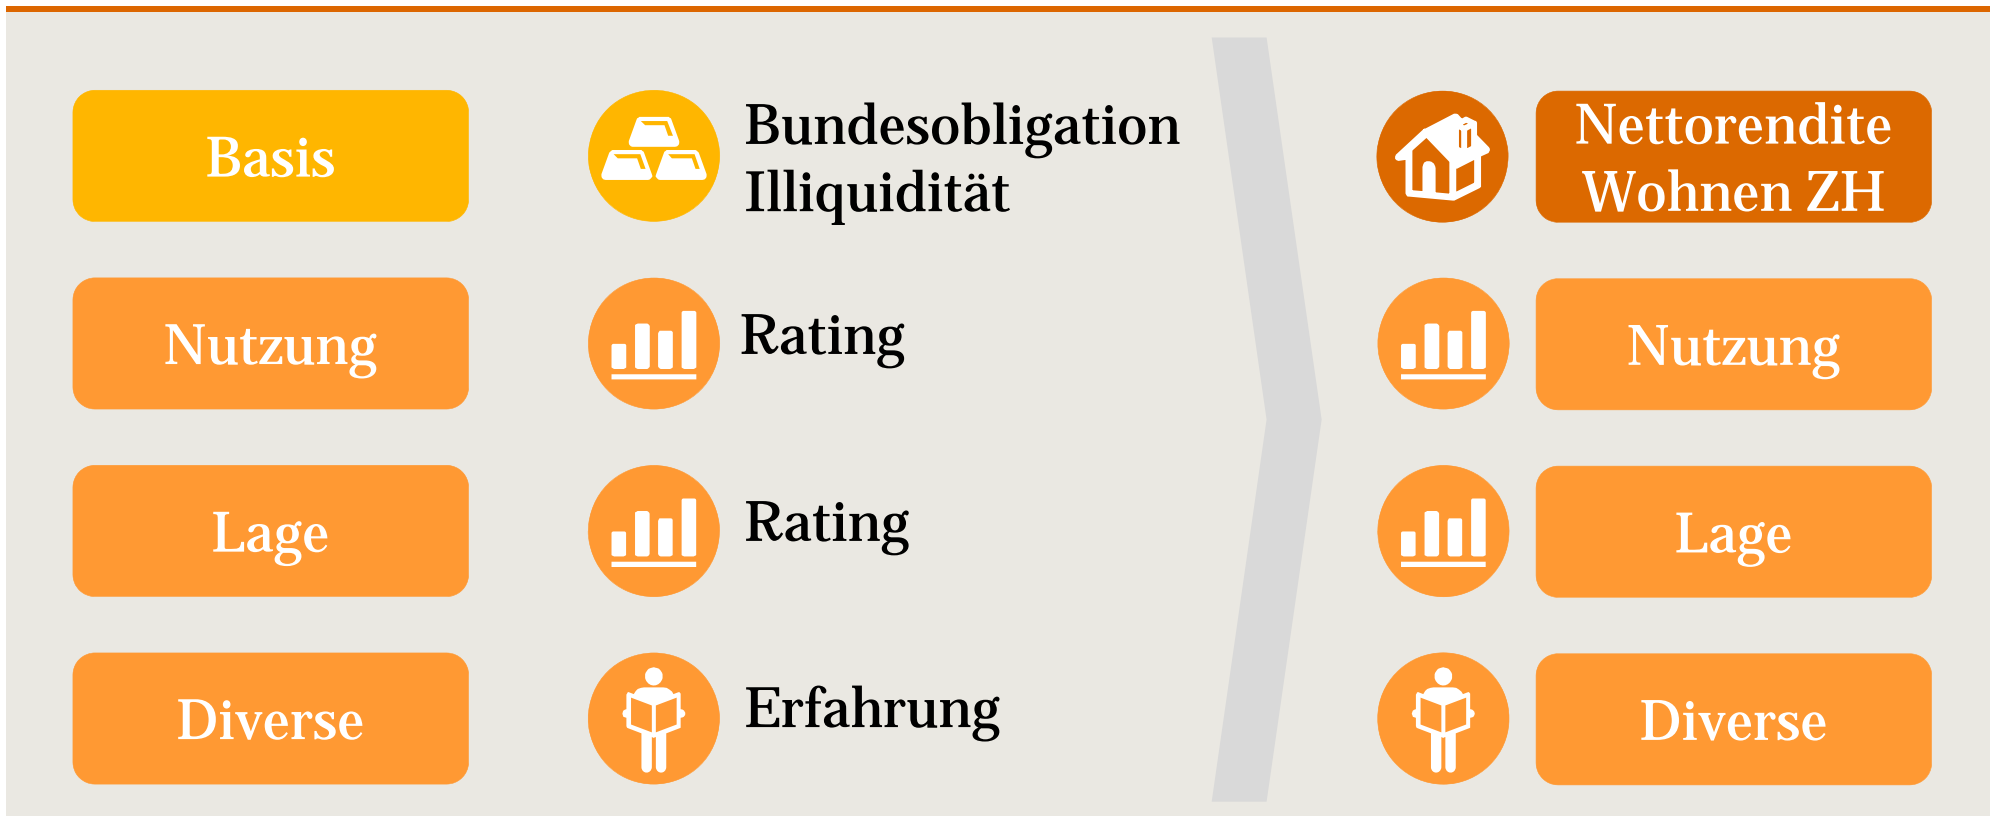 Basis
Bundesobligation
Illiquidität
Nettorendite
Wohnen ZH
Nutzung
Rating
Nutzung
Lage
Rating
Lage
Diverse
Erfahrung
Diverse